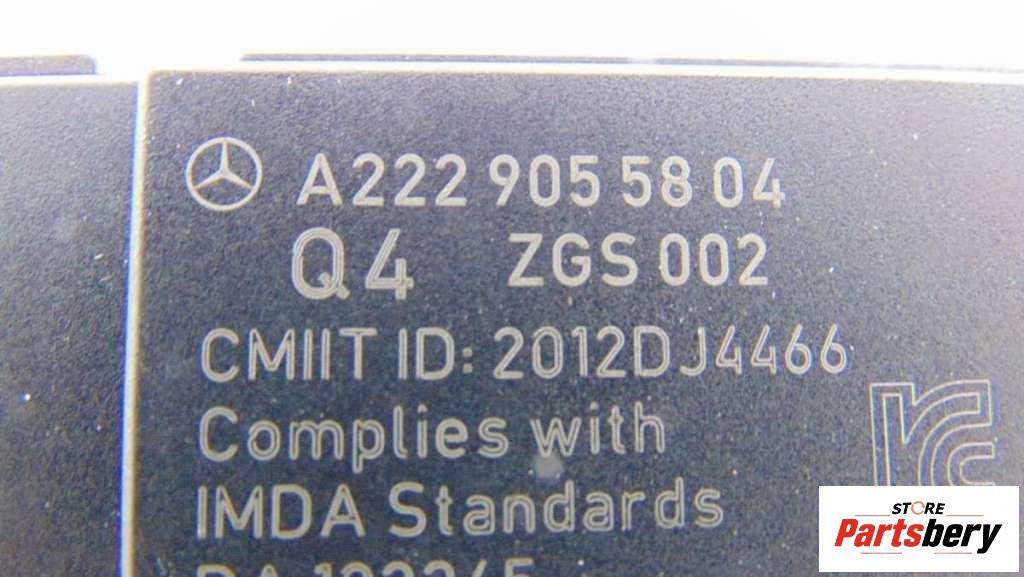 A222 905 58 04
Q4 ZGS 002
CMIIT ID: 2012DJ4466
Complies with
IMDA Standards
STORE
Partsbery